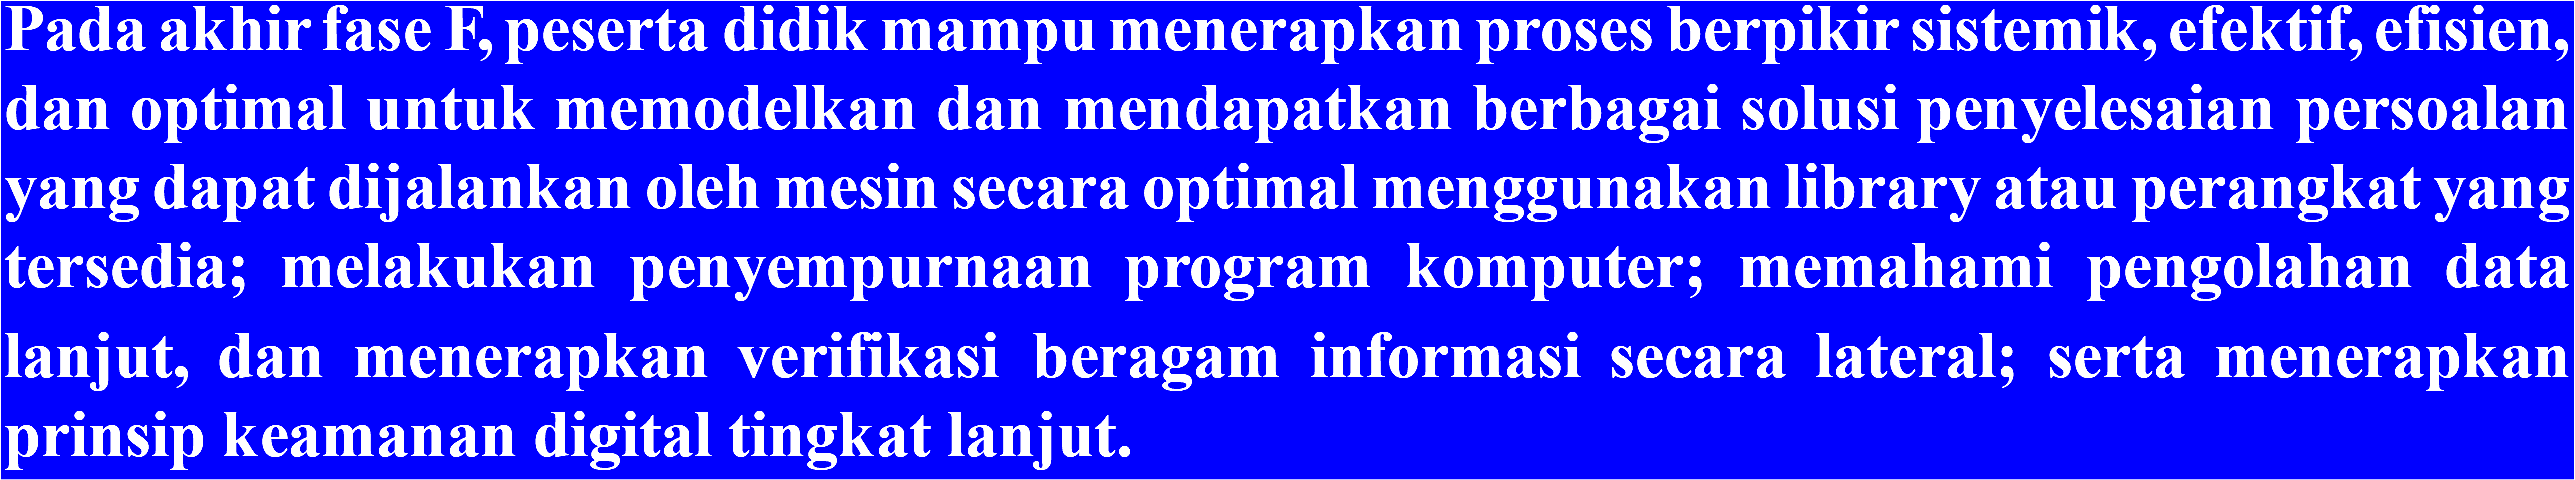 Pada akhir fase F, peserta didik mampu menerapkan proses berpikir sistemik, efektif, efisien,
dan optimal untuk memodelkan dan mendapatkan berbagai solusi penyelesaian persoalan
yang dapat dijalankan oleh mesin secara optimal menggunakan library atau perangkat yang
tersedia; melakukan penyempurnaan program komputer; memahami pengolahan data
lanjut, dan menerapkan verifikasi beragam informasi secara lateral; serta menerapkan
prinsip keamanan digital tingkat lanjut.